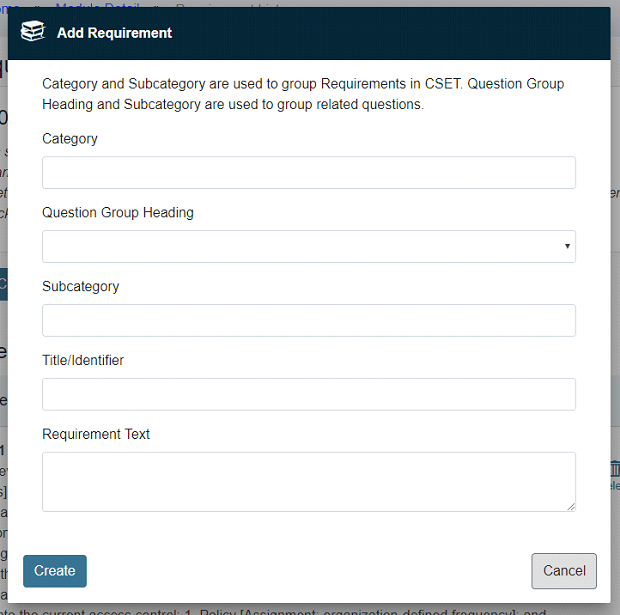 Add Requirement
Category and Subcategory are used to group Requirements in CSET. Question Group
Heading and Subcategory are used to group related questions.
Category
Question Group Heading
Subcategory
Title/Identifier
Requirement Text
Create
Cancel